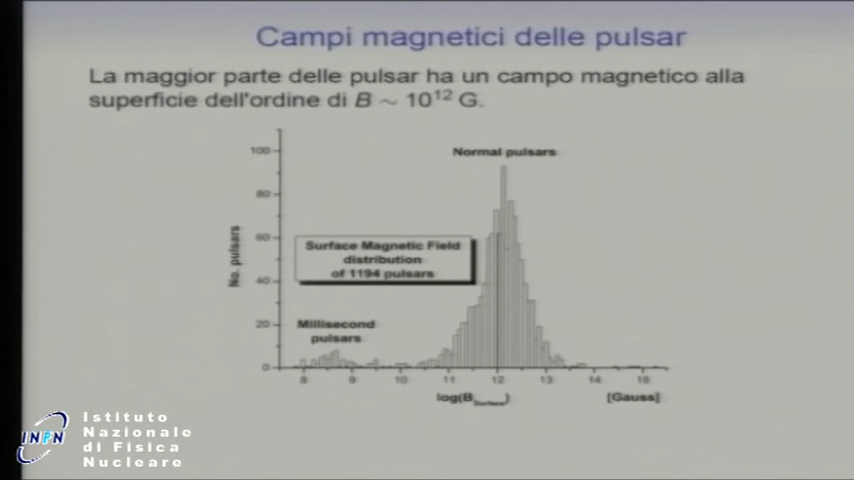 Campi magnetici delle pulsar
La maggior parte delle pulsar ha un campo magnetico alla
superficie dell'ordine di B ∼ 10¹² G.
Normal pulsars
100
80
60
40
20
0
No. pulsars
Surface Magnetic Field
distribution
of 1194 pulsars
Millisecond
pulsars
8 9 10 11 12 13 14 15
log(B Surface) [Gauss]
INFN
Istituto
Nazionale
di Fisica
Nucleare